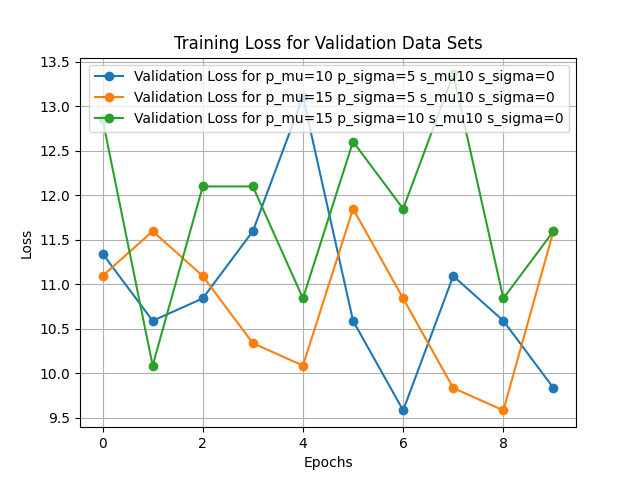 Training Loss for Validation Data Sets
Validation Loss for p_mu=10 p_sigma=5 s_mu10 s_sigma=0
Validation Loss for p_mu=15 p_sigma=5 s_mu10 s_sigma=0
Validation Loss for p_mu=15 p_sigma=10 s_mu10 s_sigma=0
13.5
13.0
12.5
12.0
11.5
11.0
10.5
10.0
9.5
Loss
0 2 4 6 8
Epochs